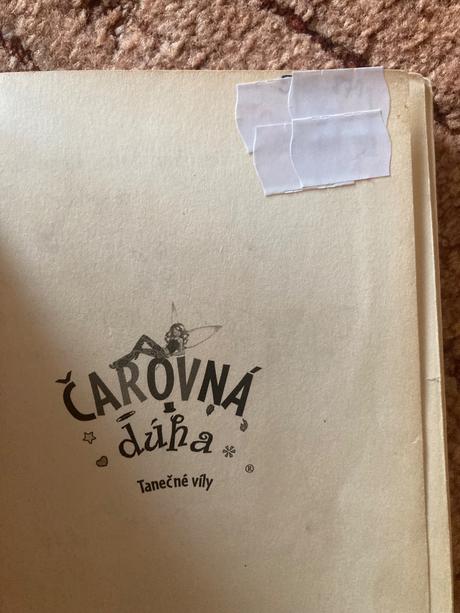 ČAROVNÁ
dúha
®
Tanečné víly